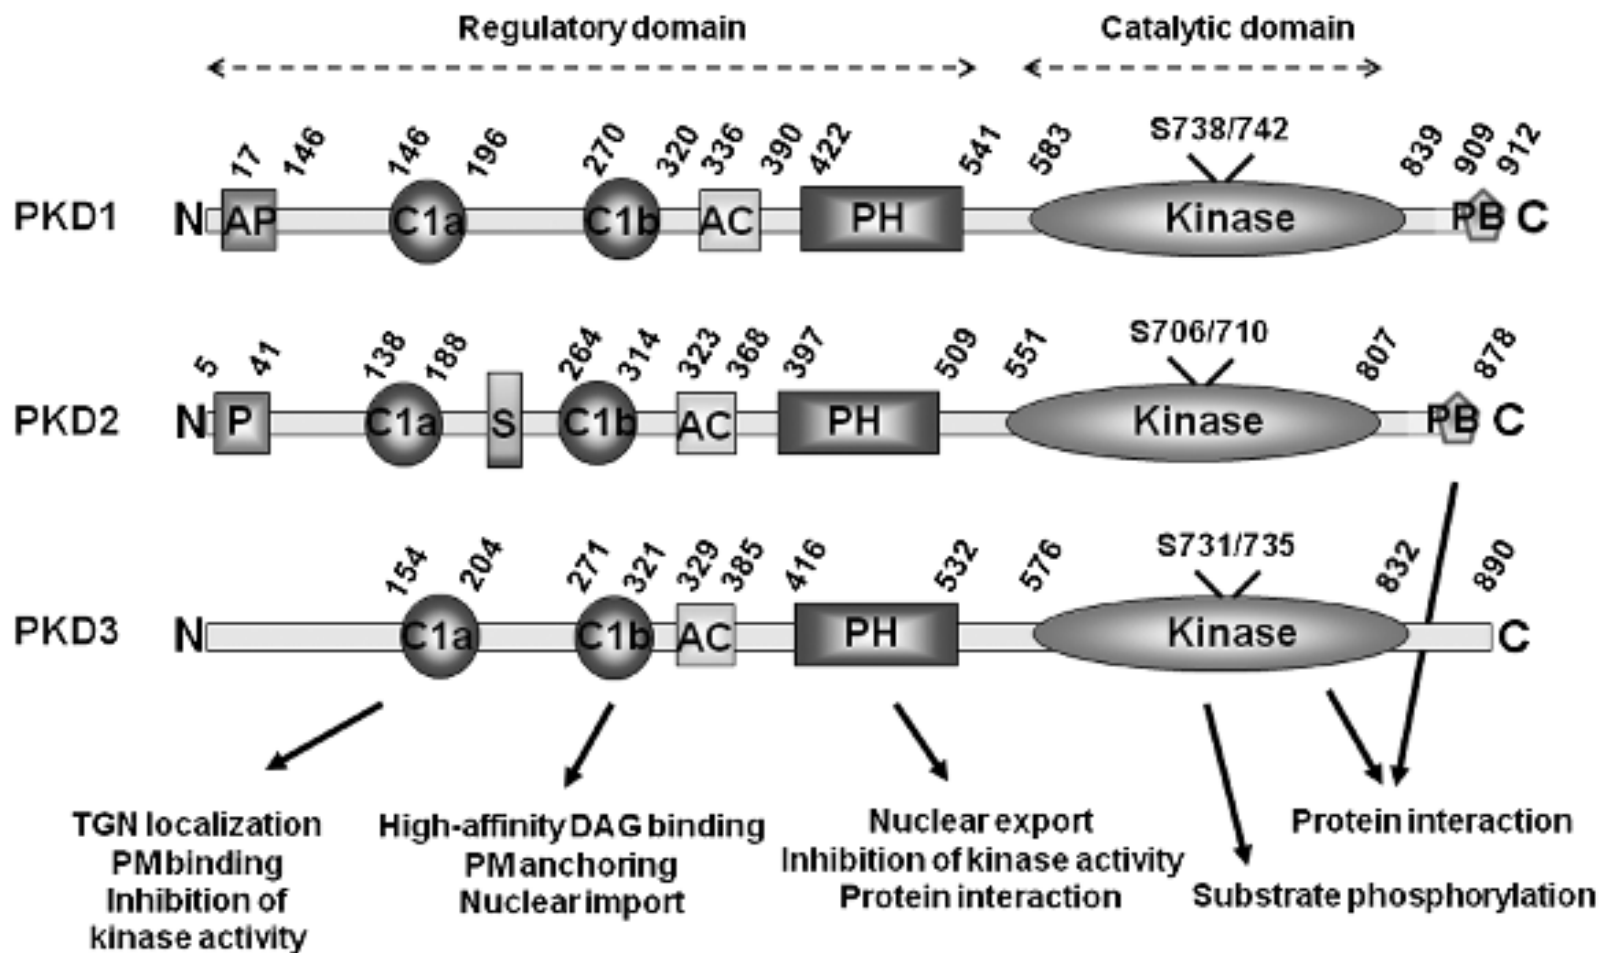 Regulatory domain Catalytic domain
17 146 146 196 270 320 336 390 422 541 583 S738/742 839 909 912
PKD1 N AP C1a C1b AC PH Kinase PB C
5 41 138 188 264 314 323 368 397 509 551 S706/710 807 878
PKD2 N P C1a S C1b AC PH Kinase PB C
154 204 271 321 329 385 416 532 576 S731/735 832 890
PKD3 N C1a C1b AC PH Kinase C
TGN localization
PM binding
Inhibition of
kinase activity
High-affinity DAG binding
PM anchoring
Nuclear import
Nuclear export
Inhibition of kinase activity
Protein interaction
Protein interaction
Substrate phosphorylation